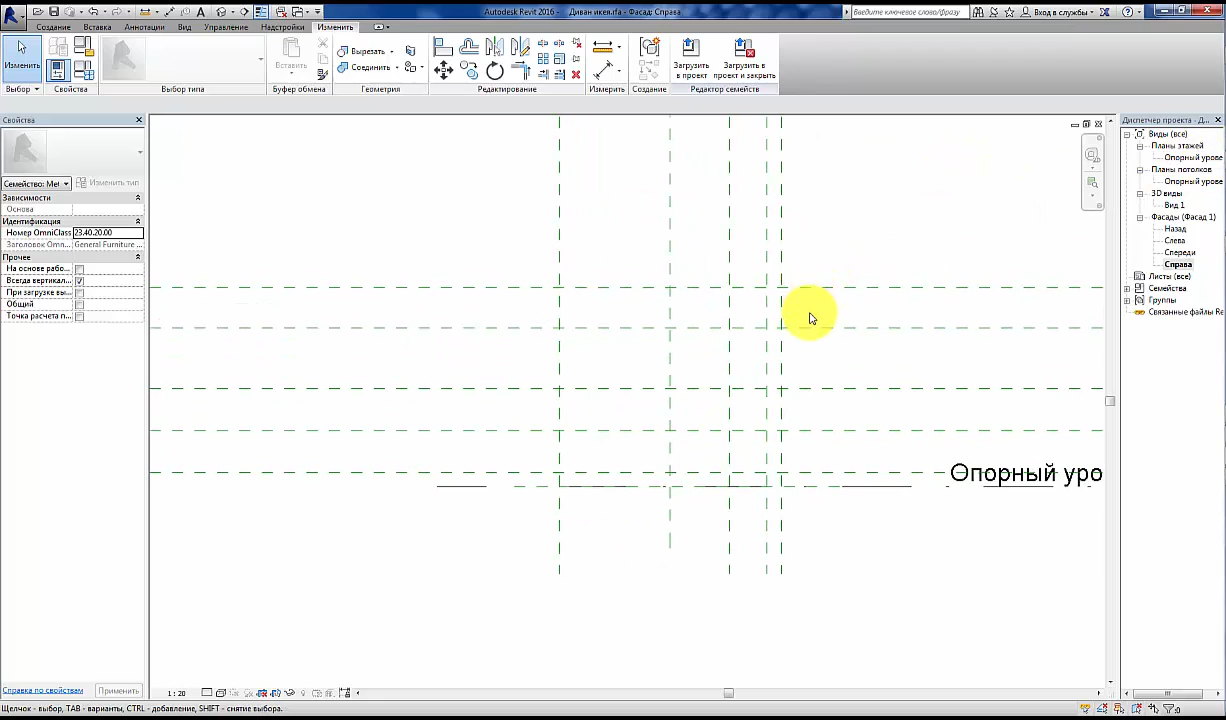 Autodesk Revit 2016 - Диван икея.rfa - Фасад: Справа
Введите ключевое слово/фразу
Вход в службы
Создание Вставка Аннотации Вид Управление Надстройки Изменить
Изменить
Вставить
Вырезать
Соединить
Загрузить в проект
Загрузить в проект и закрыть
Выбор Свойства Выбор типа Буфер обмена Геометрия Редактирование Измерить Создание Редактор семейств
Свойства
Семейство: Met
Изменить тип
Зависимости
Основа
Идентификация
Номер OmniClass 23.40.20.00
Заголовок Omn... General Furniture ...
Прочее
На основе рабо...
Всегда вертикал...
При загрузке вы...
Общий
Точка расчета п...
Справка по свойствам
Применить
Опорный уро
Диспетчер проекта - Д...
Виды (все)
Планы этажей
Опорный урове
Планы потолков
Опорный урове
3D виды
Вид 1
Фасады (Фасад 1)
Назад
Слева
Спереди
Справа
Листы (все)
Семейства
Группы
Связанные файлы Re
1 : 20
Щелчок - выбор, TAB - варианты, CTRL - добавление, SHIFT - снятие выбора.
:0